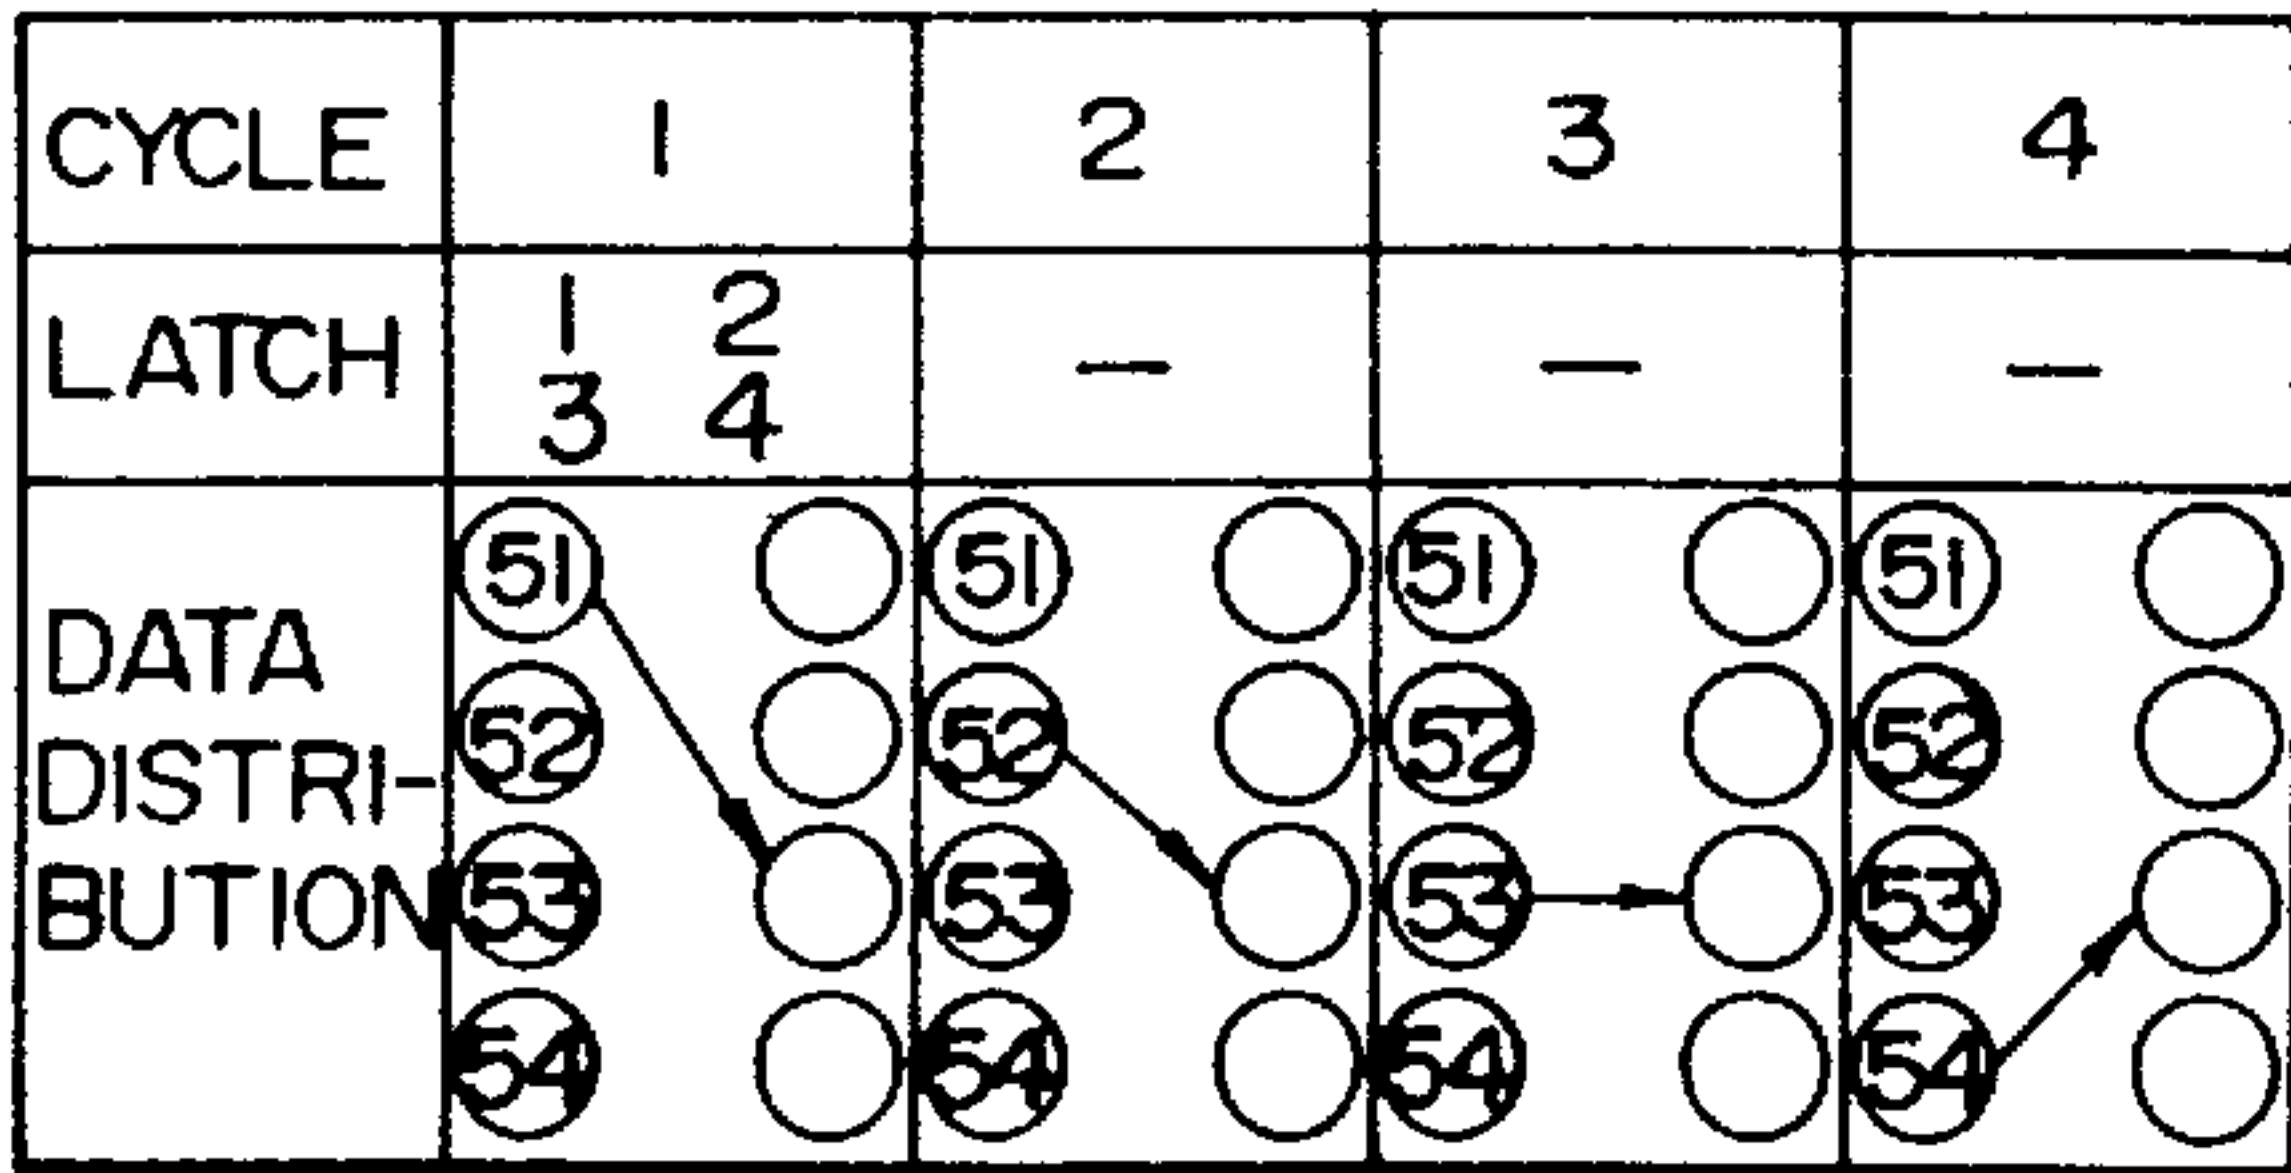 CYCLE 1 2 3 4
LATCH 1 2 3 4 — — —
DATA DISTRI-BUTION
51 51 51 51
52 52 52 52
53 53 53 53
54 54 54 54